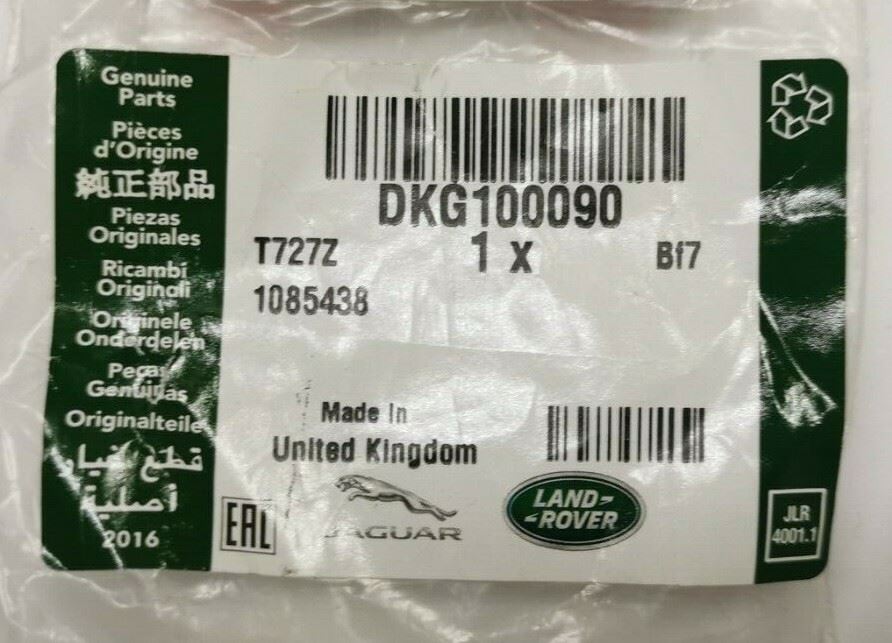 Genuine
Parts
Pièces
d'Origine
純正部品
Piezas
Originales
Ricambi
Originali
Originele
Onderdelen
Peças
Genuinas
Originalteile
قطع غيار
أصلية
2016
DKG100090
T727Z
1 x
Bf7
1085438
Made In
United Kingdom
EAC
JAGUAR
LAND-
-ROVER
JLR
4001.1